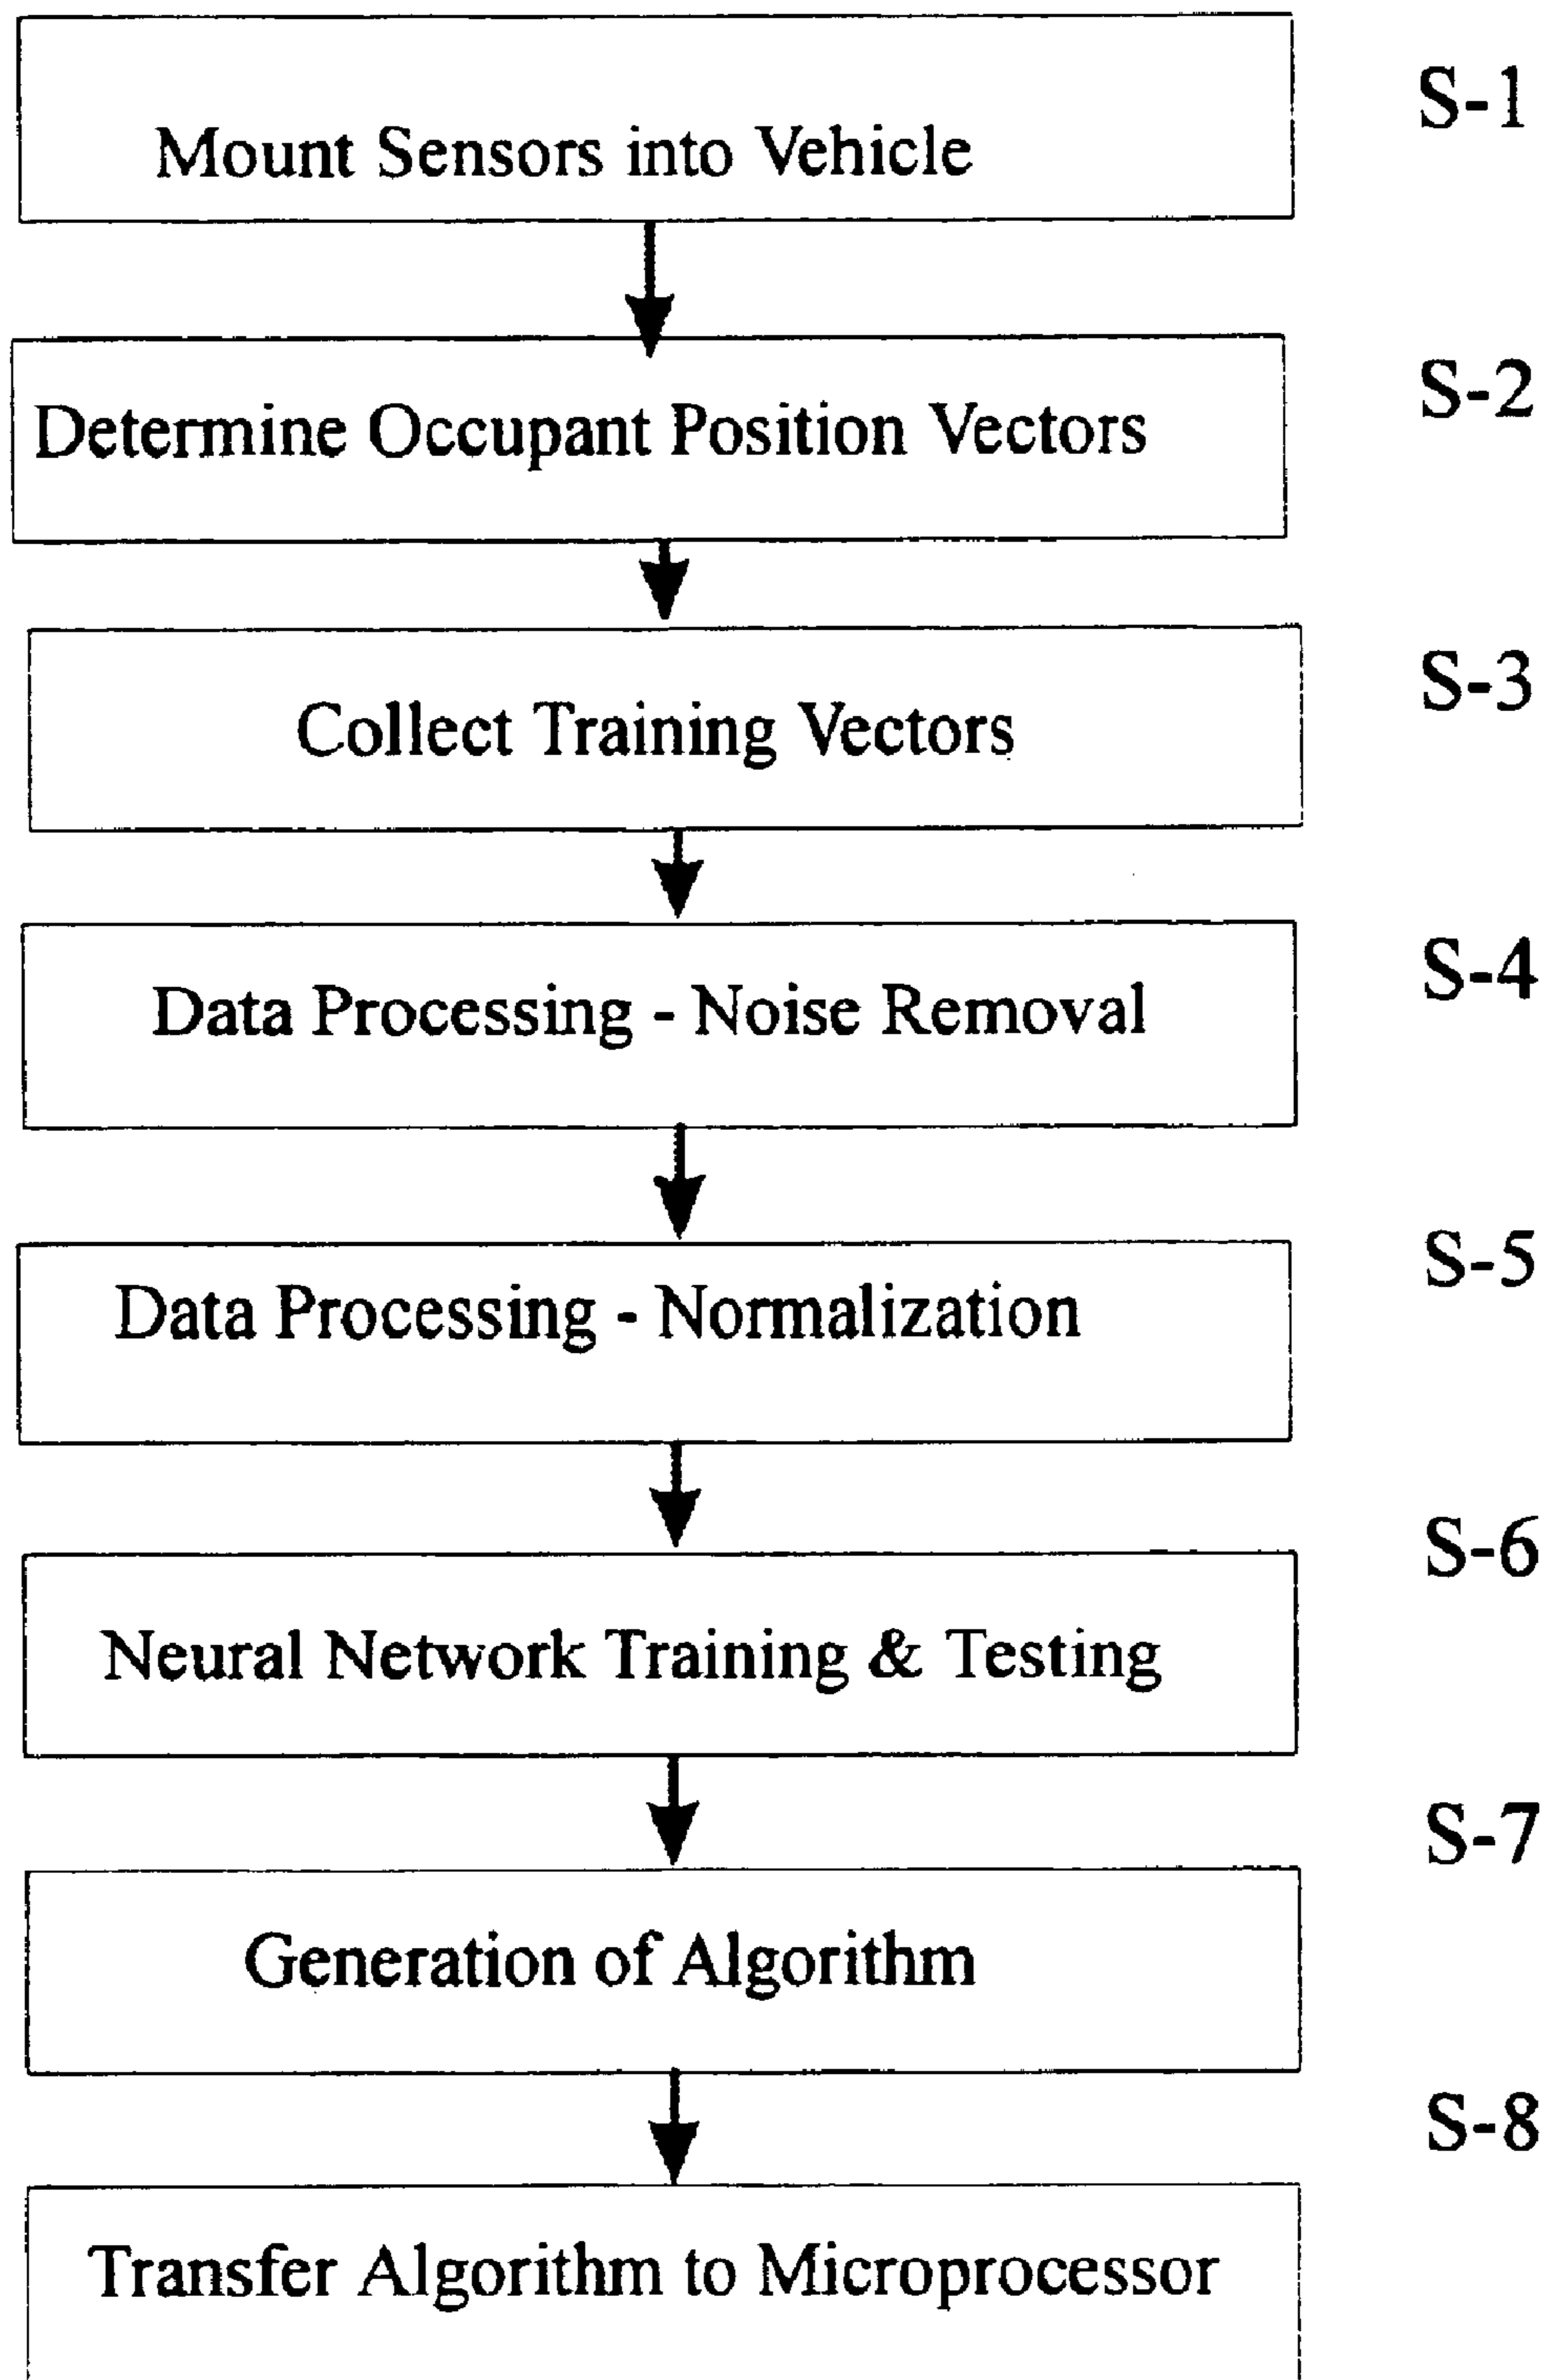 S-1
Mount Sensors into Vehicle
S-2
Determine Occupant Position Vectors
S-3
Collect Training Vectors
S-4
Data Processing - Noise Removal
S-5
Data Processing - Normalization
S-6
Neural Network Training & Testing
S-7
Generation of Algorithm
S-8
Transfer Algorithm to Microprocessor